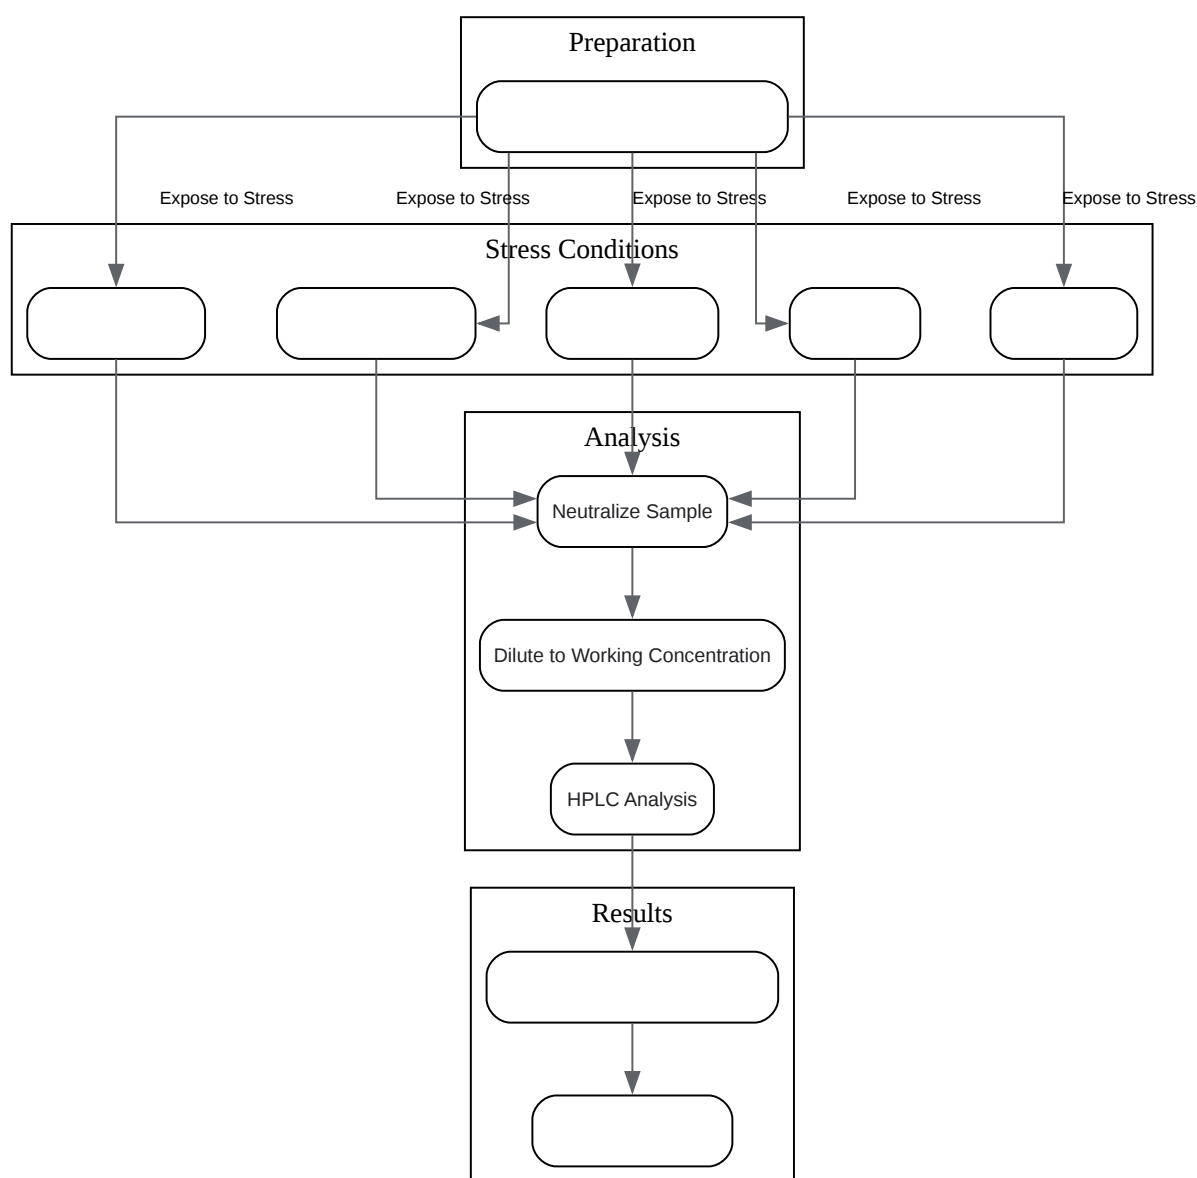 Preparation
Expose to Stress
Expose to Stress
Expose to Stress
Expose to Stress
Expose to Stress
Stress Conditions
Analysis
Neutralize Sample
Dilute to Working Concentration
HPLC Analysis
Results